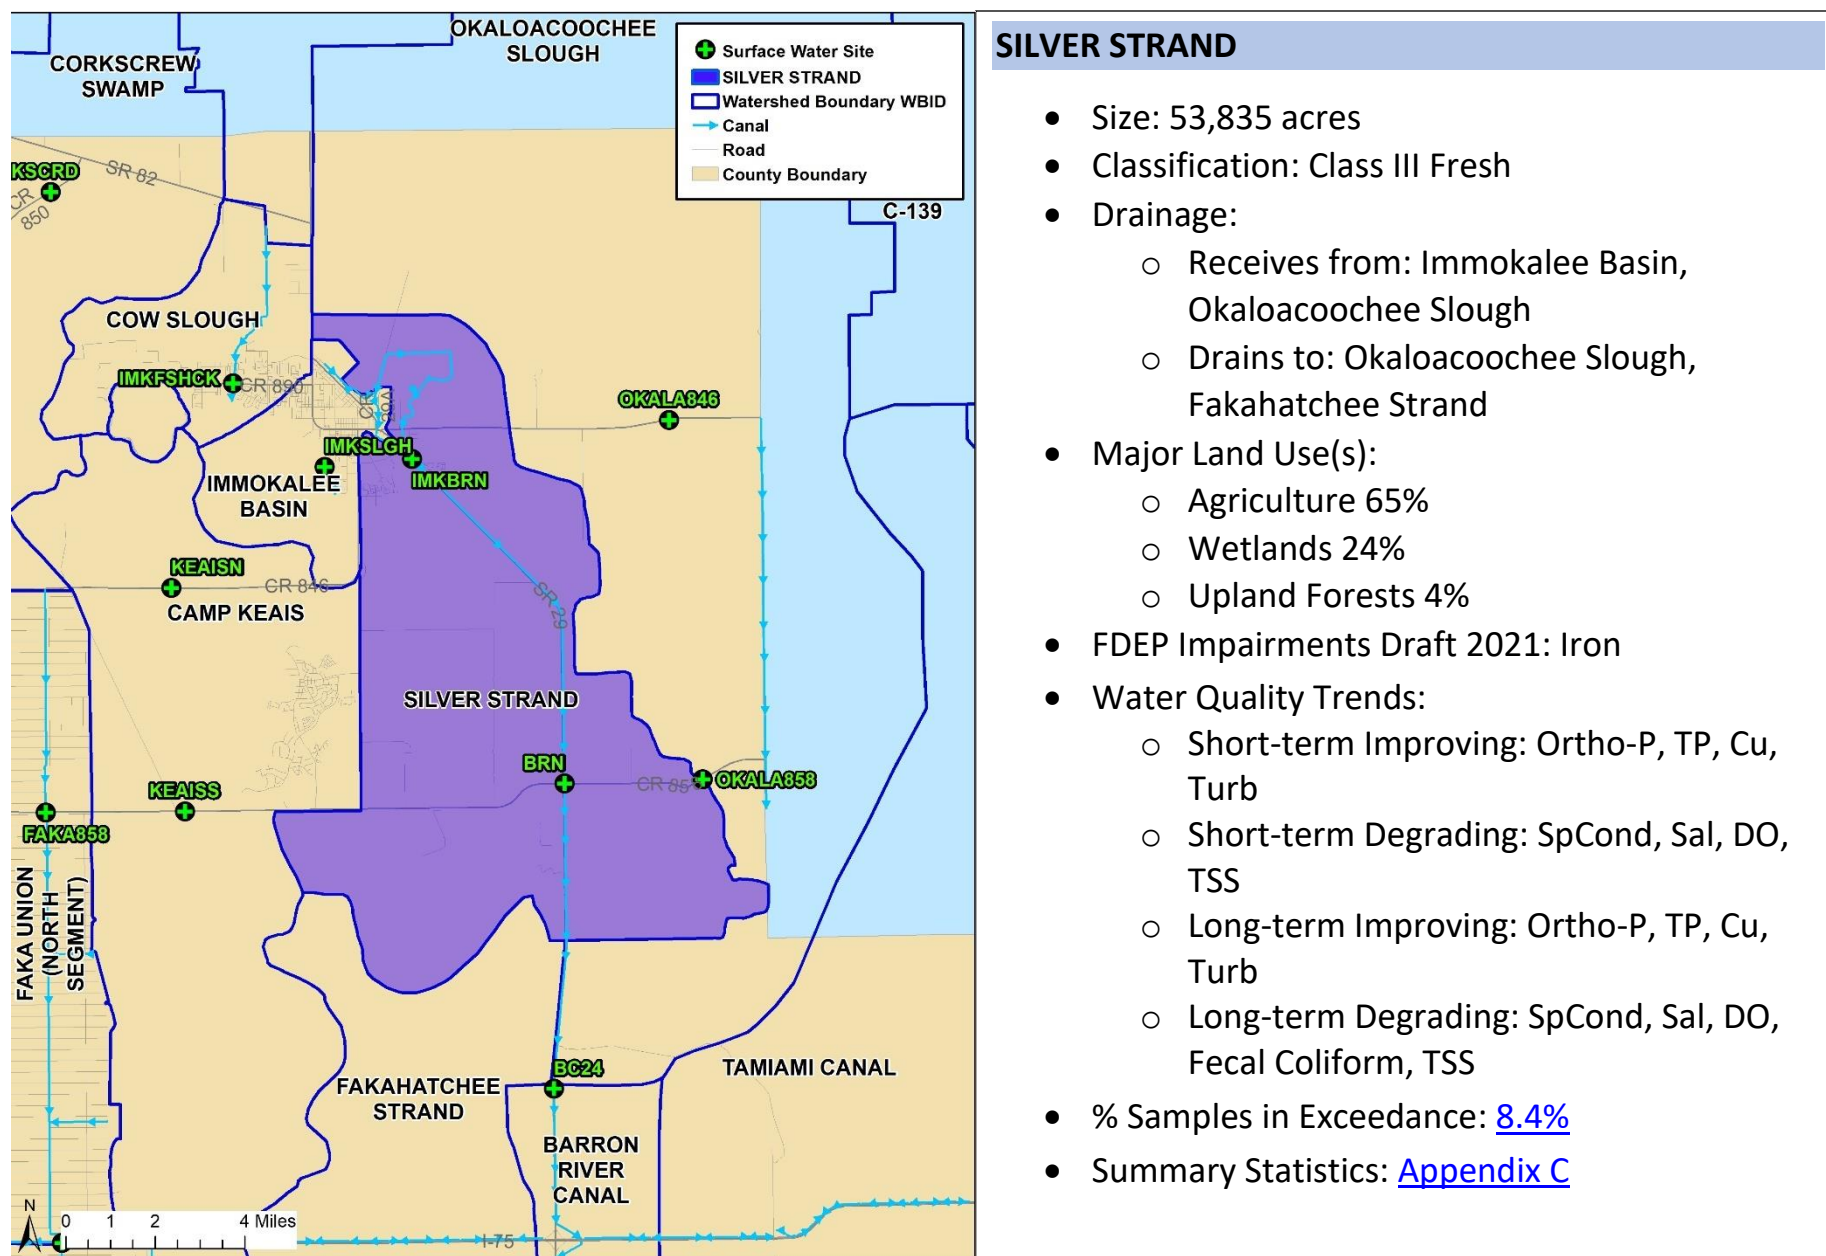 OKALOACOOCHEE
SLOUGH
CORKSCREW
SWAMP
Surface Water Site
SILVER STRAND
Watershed Boundary WBID
Canal
Road
County Boundary
C-139
KSCRD
SR 82
CR
850
COW SLOUGH
IMKFSHCK
CR 890
CR
29A
OKALA846
IMKSLGH
IMKBRN
IMMOKALEE
BASIN
KEAISN
CR 846
CAMP KEAIS
SR 29
SILVER STRAND
BRN
CR 858
OKALA858
KEAISS
FAKA858
FAKA UNION
(NORTH
SEGMENT)
BC24
FAKAHATCHEE
STRAND
TAMIAMI CANAL
BARRON
RIVER
CANAL
N
0 1 2 4 Miles
I-75
SILVER STRAND
• Size: 53,835 acres
• Classification: Class III Fresh
• Drainage:
o Receives from: Immokalee Basin,
Okaloacoochee Slough
o Drains to: Okaloacoochee Slough,
Fakahatchee Strand
• Major Land Use(s):
o Agriculture 65%
o Wetlands 24%
o Upland Forests 4%
• FDEP Impairments Draft 2021: Iron
• Water Quality Trends:
o Short-term Improving: Ortho-P, TP, Cu,
Turb
o Short-term Degrading: SpCond, Sal, DO,
TSS
o Long-term Improving: Ortho-P, TP, Cu,
Turb
o Long-term Degrading: SpCond, Sal, DO,
Fecal Coliform, TSS
• % Samples in Exceedance: 8.4%
• Summary Statistics: Appendix C